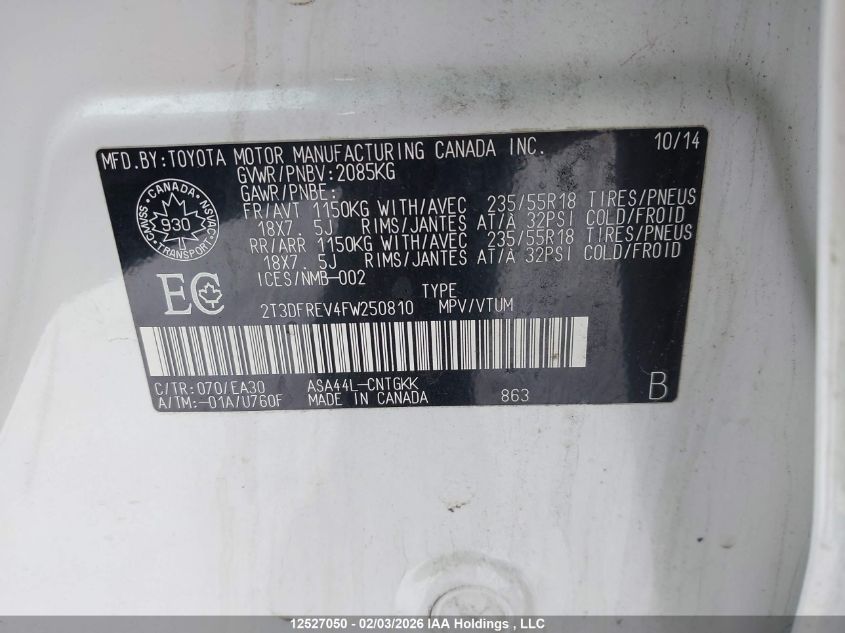 MFD.BY:TOYOTA MOTOR MANUFACTURING CANADA INC. 10/14
GVWR/PNBV:2085KG
GAWR/PNBE:
FR/AVT 1150KG WITH/AVEC 235/55R18 TIRES/PNEUS
18X7.5J RIMS/JANTES AT/À 32PSI COLD/FROID
RR/ARR 1150KG WITH/AVEC 235/55R18 TIRES/PNEUS
18X7.5J RIMS/JANTES AT/À 32PSI COLD/FROID
CANADA
CMVSS 930 NSVAC
TRANSPORT
ICES/NMB-002
EC
TYPE
2T3DFREV4FW250810 MPV/VTUM
C/TR:070/EA30 ASA44L-CNTGKK
A/TM:-01A/U760F MADE IN CANADA 863 B
12527050 - 02/03/2026 IAA Holdings , LLC